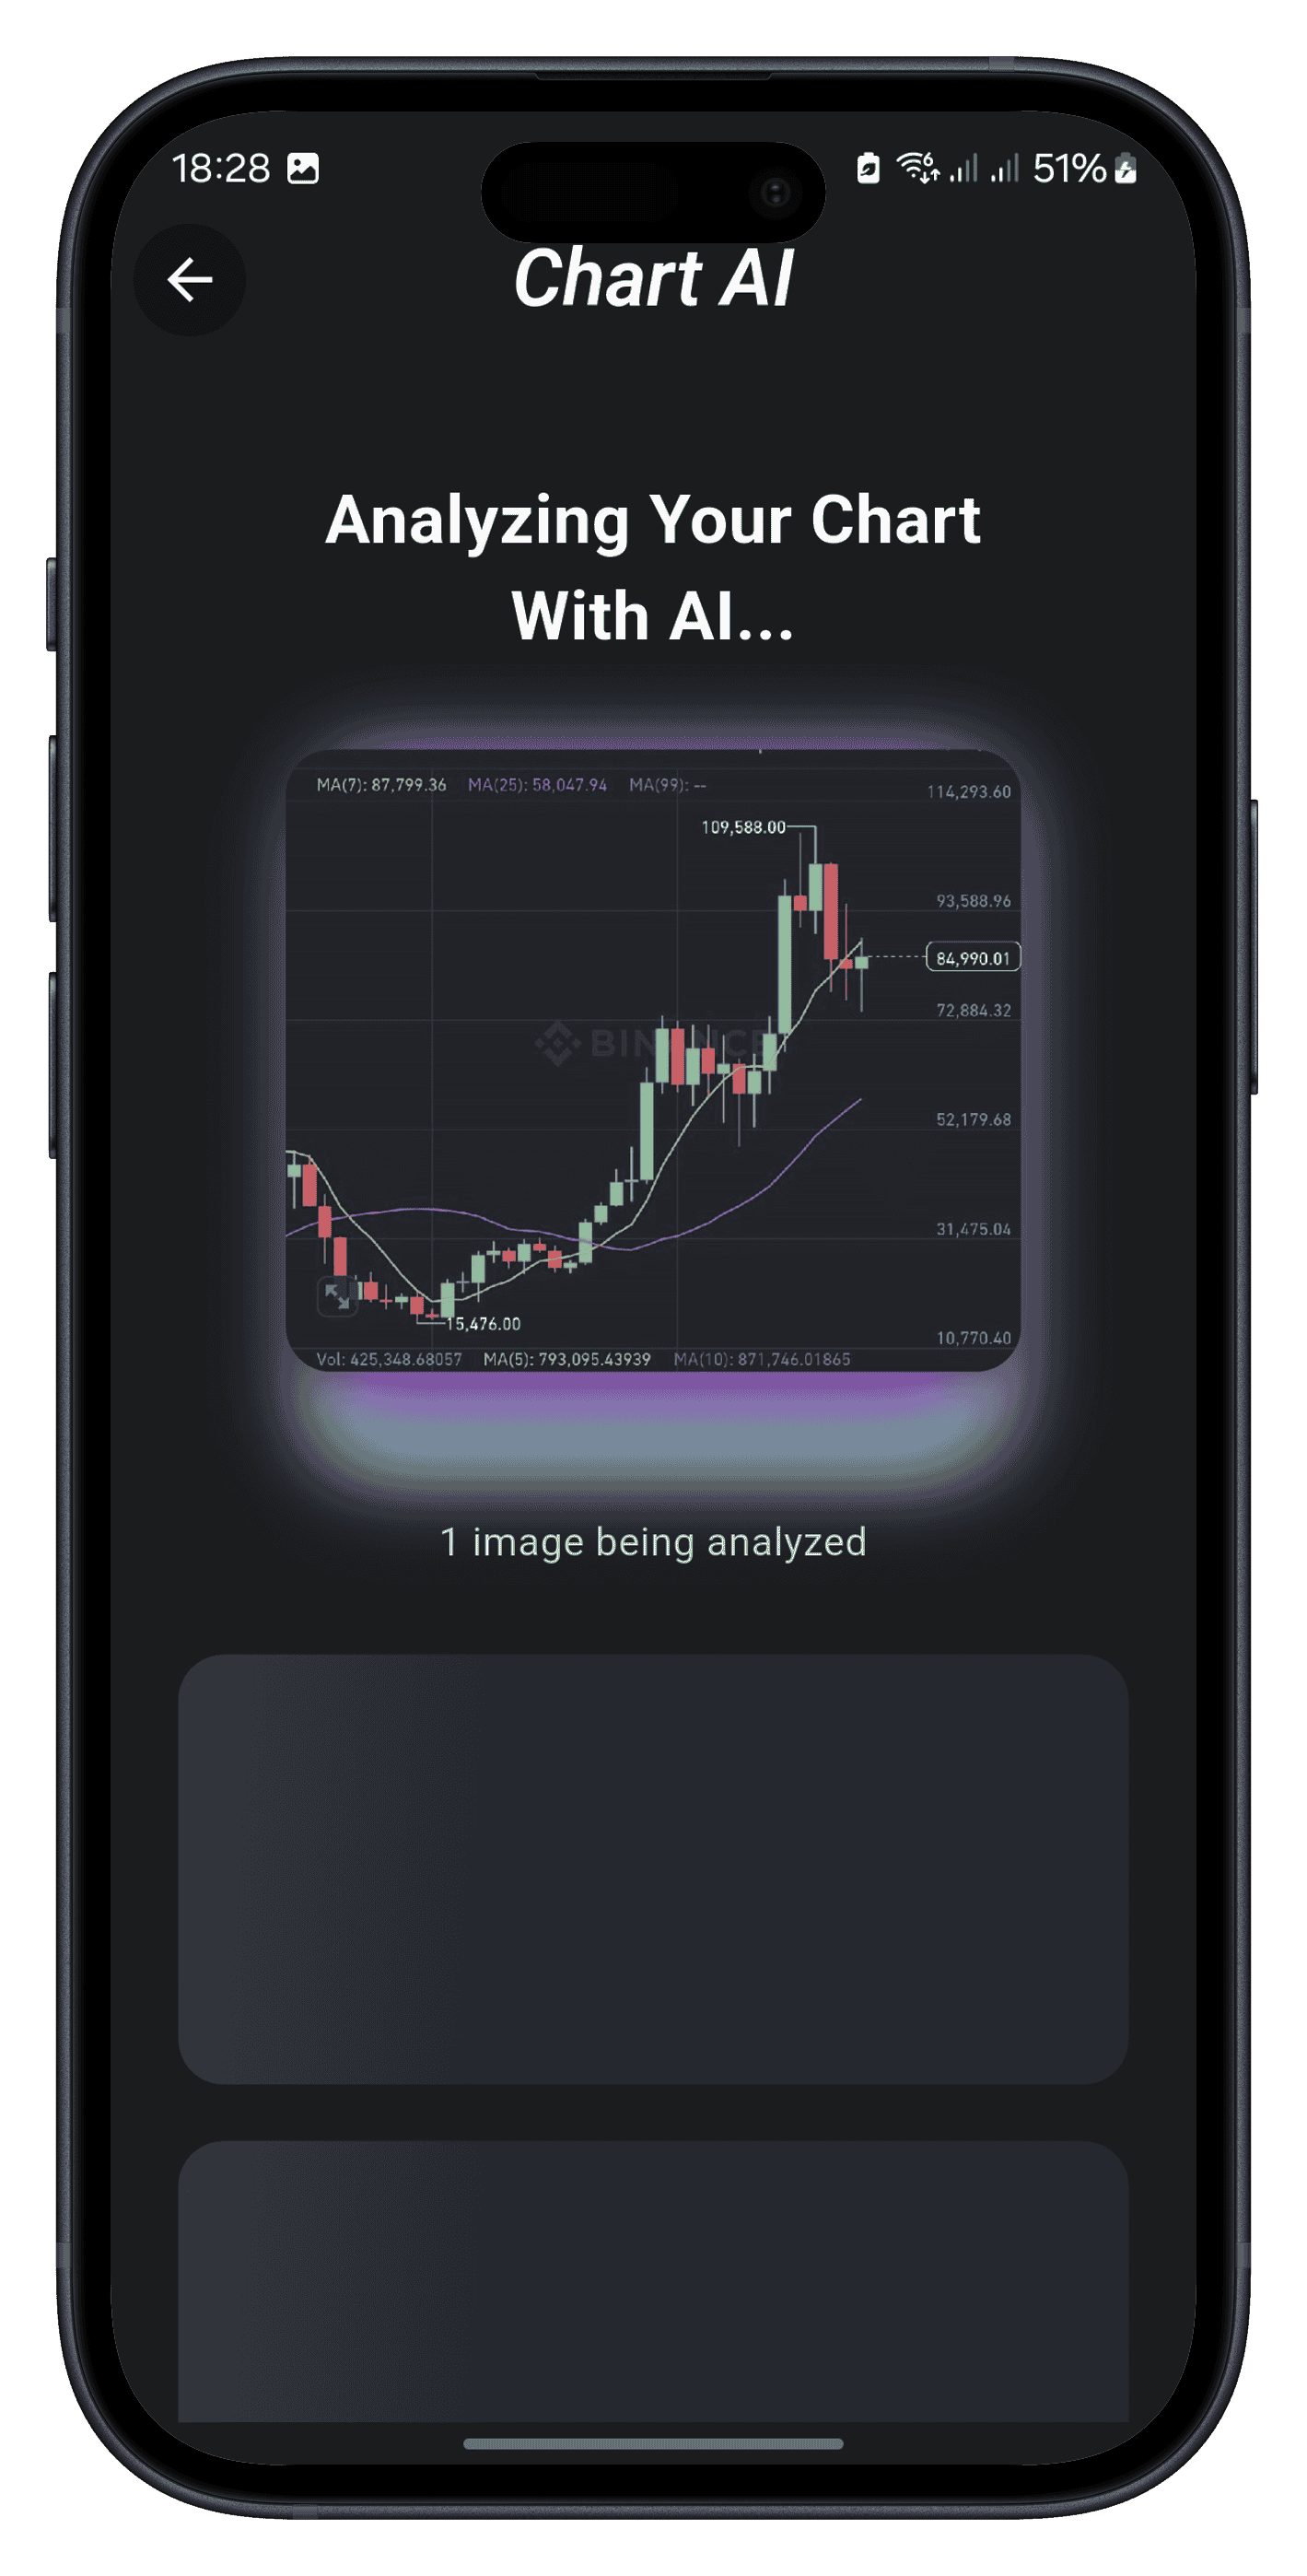 18:28 51%
Chart AI
Analyzing Your Chart
With AI...
MA(7): 87,799.36 MA(25): 58,047.94 MA(99): --
114,293.60
109,588.00
93,588.96
84,990.01
72,884.32
BINANCE
52,179.68
31,475.04
15,476.00
10,770.40
Vol: 425,348.68057 MA(5): 793,095.43939 MA(10): 871,746.01865
1 image being analyzed